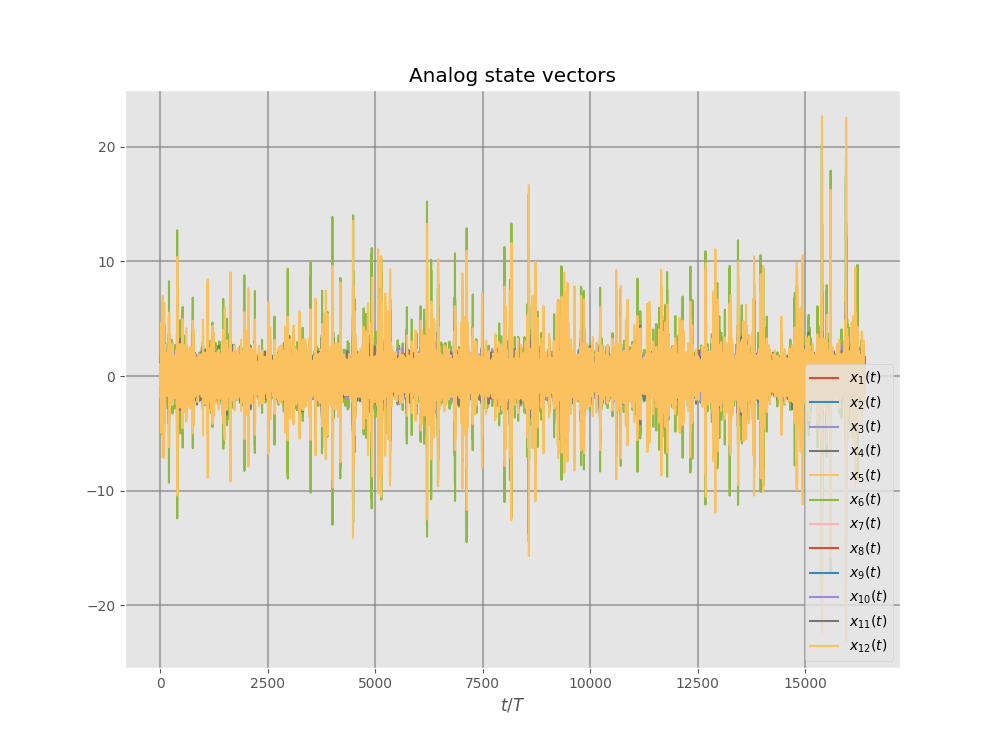 Analog state vectors
20
10
0
−10
−20
0 2500 5000 7500 10000 12500 15000
t/T
x₁(t)
x₂(t)
x₃(t)
x₄(t)
x₅(t)
x₆(t)
x₇(t)
x₈(t)
x₉(t)
x₁₀(t)
x₁₁(t)
x₁₂(t)